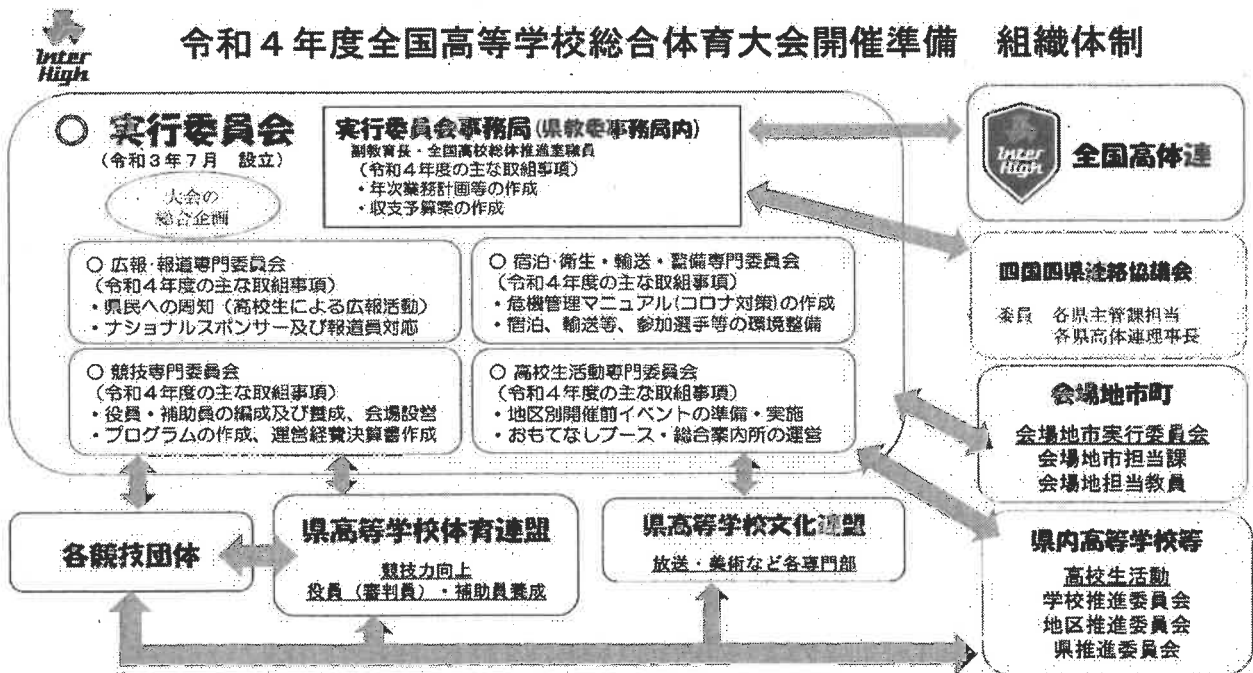 Inter High
令和4年度全国高等学校総合体育大会開催準備 組織体制
○ 実行委員会
(令和3年7月 設立)
大会の
総合企画
実行委員会事務局(県教委事務局内)
副教育長・全国高校総体推進室職員
(令和4年度の主な取組事項)
・年次業務計画等の作成
・収支予算案の作成
○ 広報・報道専門委員会
(令和4年度の主な取組事項)
・県民への周知(高校生による広報活動)
・ナショナルスポンサー及び報道員対応
○ 宿泊・衛生・輸送・警備専門委員会
(令和4年度の主な取組事項)
・危機管理マニュアル(コロナ対策)の作成
・宿泊、輸送等、参加選手等の環境整備
○ 競技専門委員会
(令和4年度の主な取組事項)
・役員・補助員の編成及び養成、会場設営
・プログラムの作成、運営経費決算書作成
○ 高校生活動専門委員会
(令和4年度の主な取組事項)
・地区別開催前イベントの準備・実施
・おもてなしブース・総合案内所の運営
Inter High
全国高体連
四国四県連絡協議会
委員 各県主管課担当
各県高体連理事長
会場地市町
会場地市実行委員会
会場地市担当課
会場地担当教員
県内高等学校等
高校生活動
学校推進委員会
地区推進委員会
県推進委員会
各競技団体
県高等学校体育連盟
競技力向上
役員(審判員)・補助員養成
県高等学校文化連盟
放送・美術など各専門部